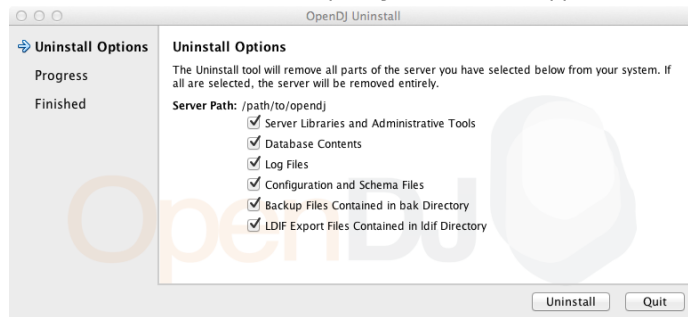 OpenDJ Uninstall
Uninstall Options
Progress
Finished
Uninstall Options
The Uninstall tool will remove all parts of the server you have selected below from your system. If
all are selected, the server will be removed entirely.
Server Path: /path/to/opendj
Server Libraries and Administrative Tools
Database Contents
Log Files
Configuration and Schema Files
Backup Files Contained in bak Directory
LDIF Export Files Contained in ldif Directory
OpenDJ
Uninstall
Quit